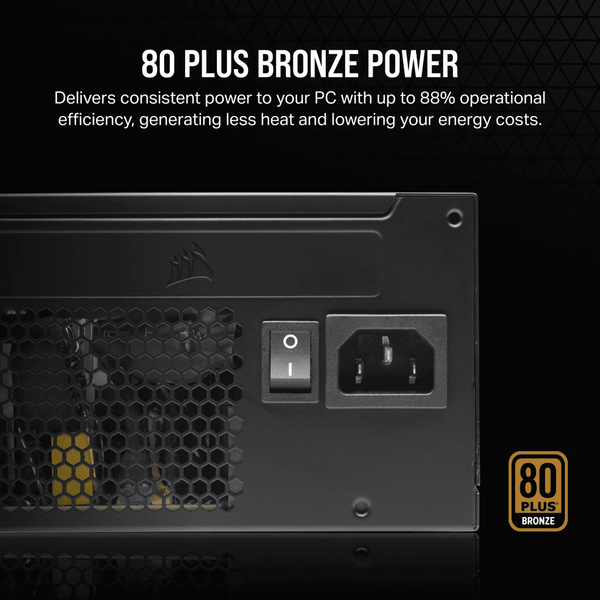 80 PLUS BRONZE POWER
Delivers consistent power to your PC with up to 88% operational
efficiency, generating less heat and lowering your energy costs.
O
I
80
PLUS
BRONZE